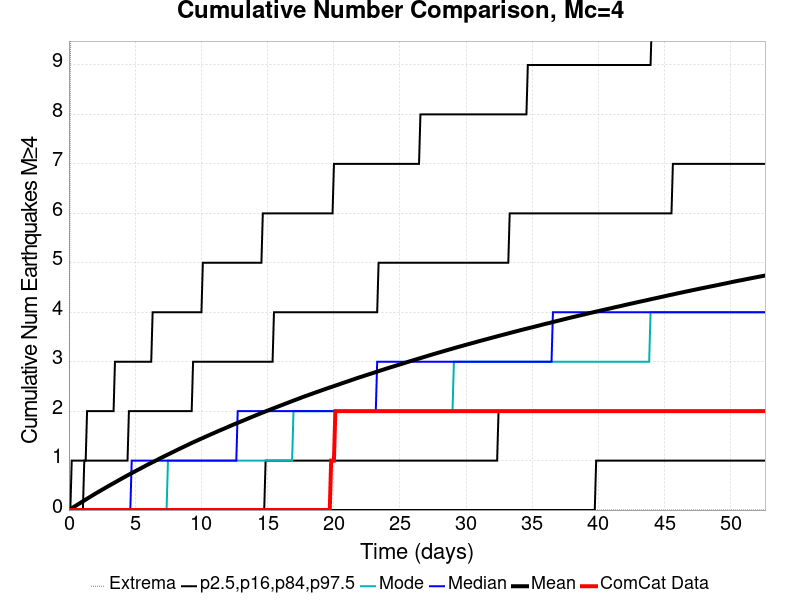 Cumulative Number Comparison, Mc=4
Cumulative Num Earthquakes M≥4
9
8
7
6
5
4
3
2
1
0
0 5 10 15 20 25 30 35 40 45 50
Time (days)
Extrema p2.5,p16,p84,p97.5 Mode Median Mean ComCat Data